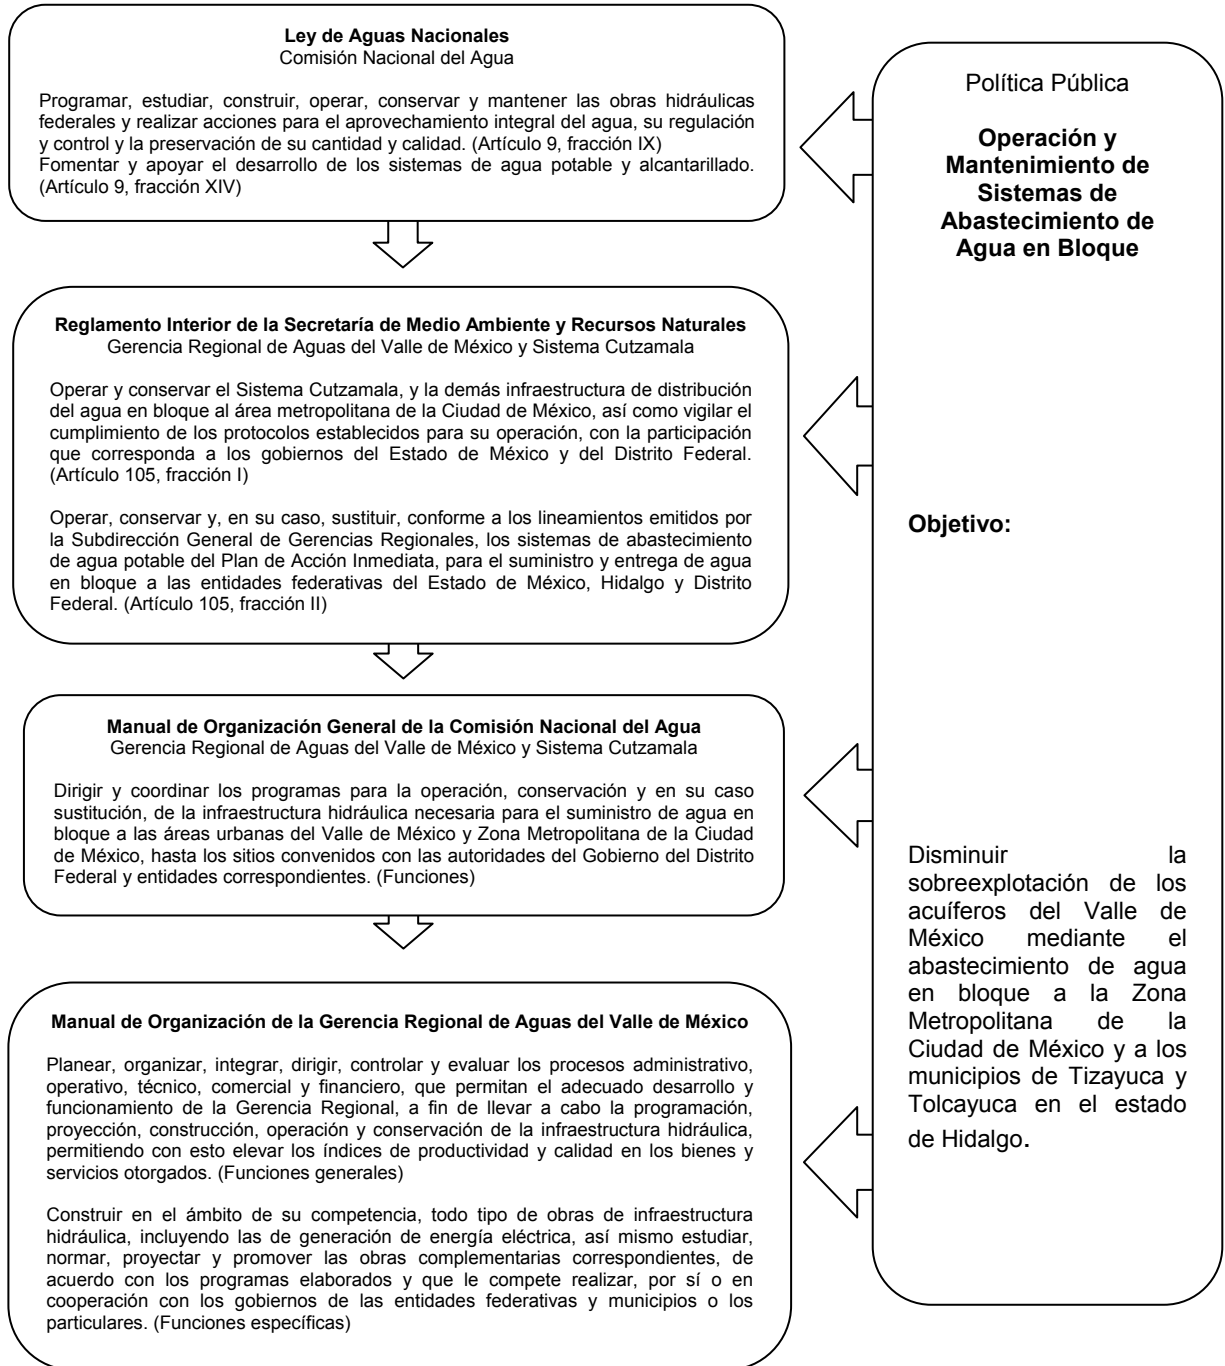 Ley de Aguas Nacionales
Comisión Nacional del Agua
Programar, estudiar, construir, operar, conservar y mantener las obras hidráulicas
federales y realizar acciones para el aprovechamiento integral del agua, su regulación
y control y la preservación de su cantidad y calidad. (Artículo 9, fracción IX)
Fomentar y apoyar el desarrollo de los sistemas de agua potable y alcantarillado.
(Artículo 9, fracción XIV)
Reglamento Interior de la Secretaría de Medio Ambiente y Recursos Naturales
Gerencia Regional de Aguas del Valle de México y Sistema Cutzamala
Operar y conservar el Sistema Cutzamala, y la demás infraestructura de distribución
del agua en bloque al área metropolitana de la Ciudad de México, así como vigilar el
cumplimiento de los protocolos establecidos para su operación, con la participación
que corresponda a los gobiernos del Estado de México y del Distrito Federal.
(Artículo 105, fracción I)
Operar, conservar y, en su caso, sustituir, conforme a los lineamientos emitidos por
la Subdirección General de Gerencias Regionales, los sistemas de abastecimiento
de agua potable del Plan de Acción Inmediata, para el suministro y entrega de agua
en bloque a las entidades federativas del Estado de México, Hidalgo y Distrito
Federal. (Artículo 105, fracción II)
Manual de Organización General de la Comisión Nacional del Agua
Gerencia Regional de Aguas del Valle de México y Sistema Cutzamala
Dirigir y coordinar los programas para la operación, conservación y en su caso
sustitución, de la infraestructura hidráulica necesaria para el suministro de agua en
bloque a las áreas urbanas del Valle de México y Zona Metropolitana de la Ciudad
de México, hasta los sitios convenidos con las autoridades del Gobierno del Distrito
Federal y entidades correspondientes. (Funciones)
Manual de Organización de la Gerencia Regional de Aguas del Valle de México
Planear, organizar, integrar, dirigir, controlar y evaluar los procesos administrativo,
operativo, técnico, comercial y financiero, que permitan el adecuado desarrollo y
funcionamiento de la Gerencia Regional, a fin de llevar a cabo la programación,
proyección, construcción, operación y conservación de la infraestructura hidráulica,
permitiendo con esto elevar los índices de productividad y calidad en los bienes y
servicios otorgados. (Funciones generales)
Construir en el ámbito de su competencia, todo tipo de obras de infraestructura
hidráulica, incluyendo las de generación de energía eléctrica, así mismo estudiar,
normar, proyectar y promover las obras complementarias correspondientes, de
acuerdo con los programas elaborados y que le compete realizar, por sí o en
cooperación con los gobiernos de las entidades federativas y municipios o los
particulares. (Funciones específicas)
Política Pública
Operación y
Mantenimiento de
Sistemas de
Abastecimiento de
Agua en Bloque
Objetivo:
Disminuir la
sobreexplotación de los
acuíferos del Valle de
México mediante el
abastecimiento de agua
en bloque a la Zona
Metropolitana de la
Ciudad de México y a los
municipios de Tizayuca y
Tolcayuca en el estado
de Hidalgo.